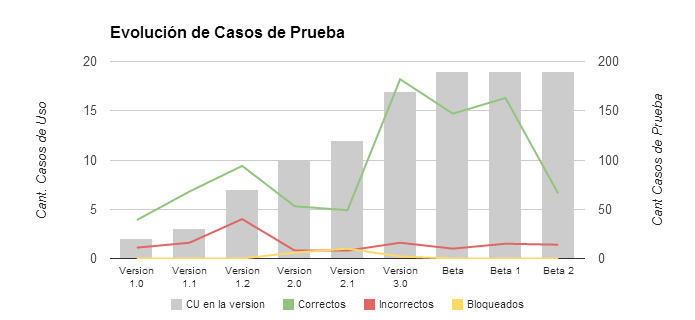 Evolución de Casos de Prueba
20
15
10
5
0
Cant. Casos de Uso
200
150
100
50
0
Cant Casos de Prueba
Version 1.0
Version 1.1
Version 1.2
Version 2.0
Version 2.1
Version 3.0
Beta
Beta 1
Beta 2
CU en la version
Correctos
Incorrectos
Bloqueados